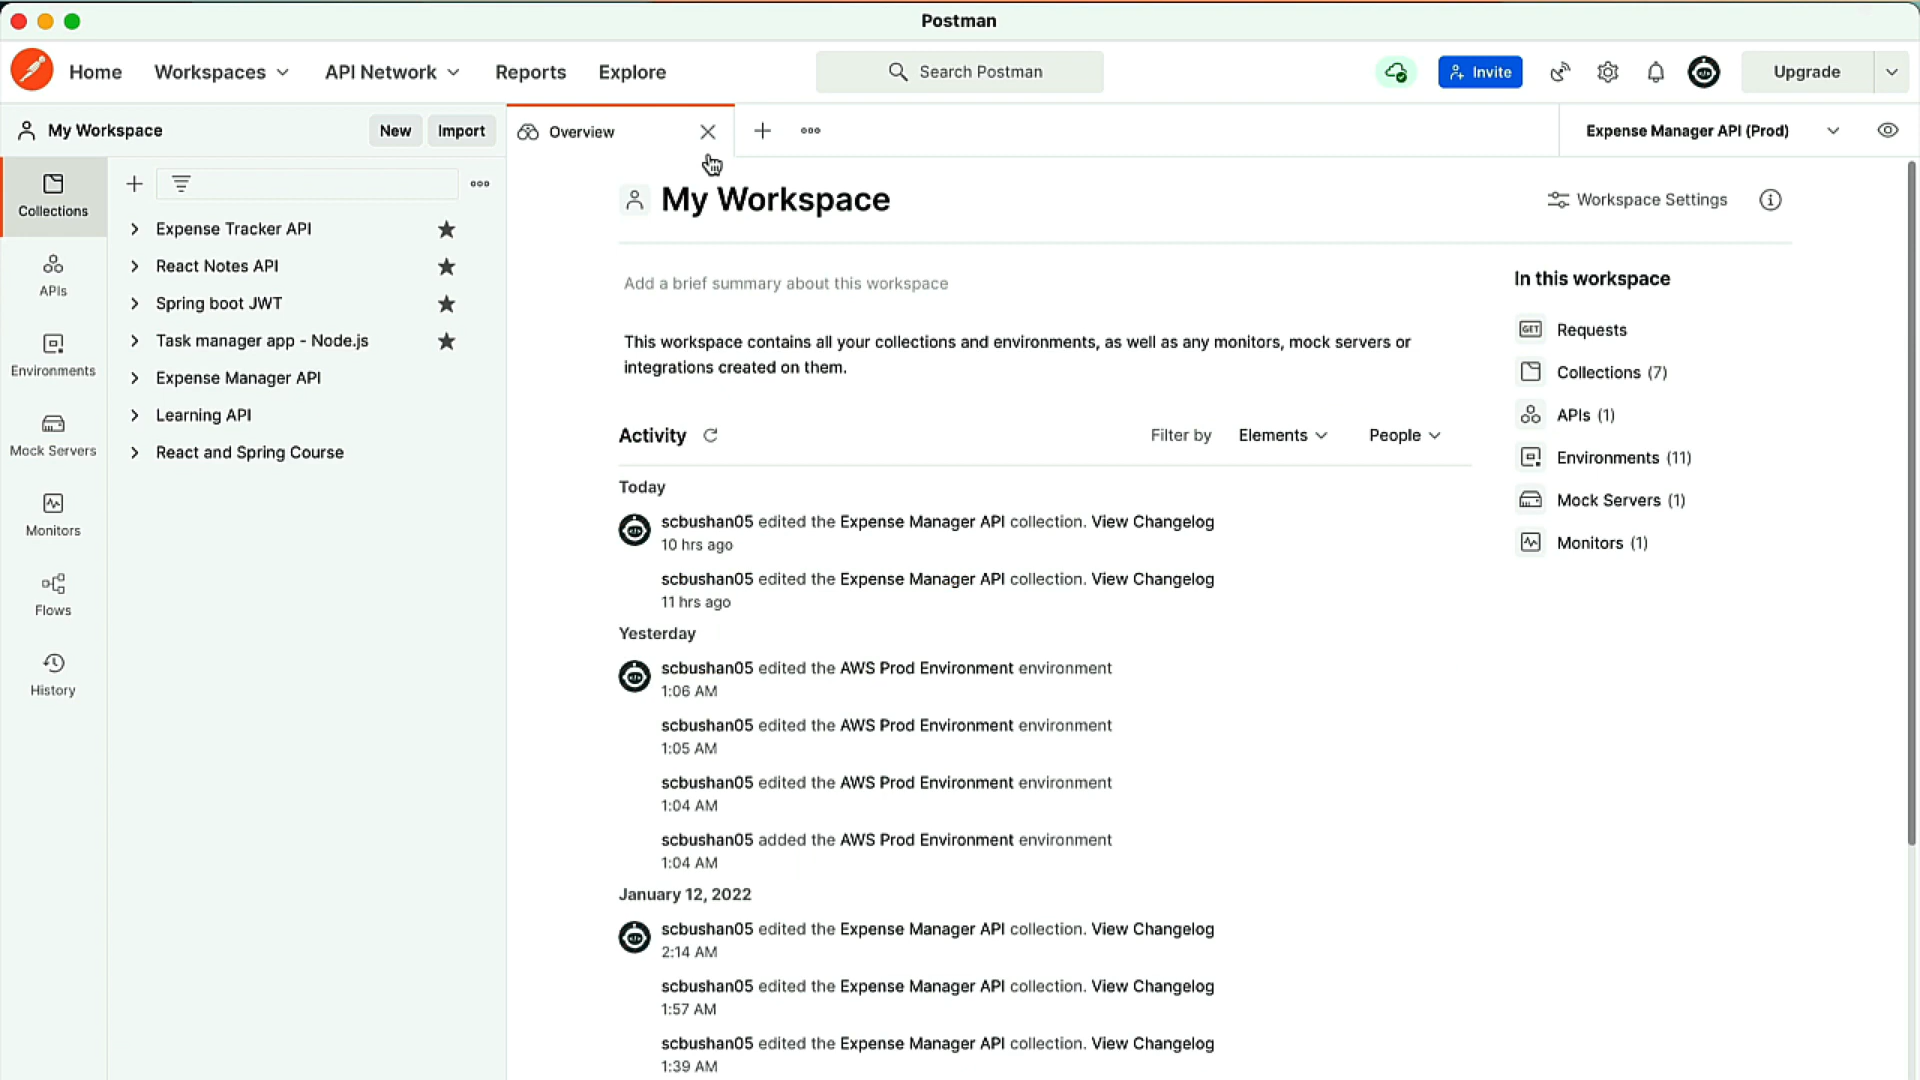 Postman
Home
Workspaces
API Network
Reports
Explore
Search Postman
Invite
Upgrade
My Workspace
New
Import
Overview
Expense Manager API (Prod)
Collections
APIs
Environments
Mock Servers
Monitors
Flows
History
Expense Tracker API
React Notes API
Spring boot JWT
Task manager app - Node.js
Expense Manager API
Learning API
React and Spring Course
My Workspace
Workspace Settings
Add a brief summary about this workspace
This workspace contains all your collections and environments, as well as any monitors, mock servers or
integrations created on them.
Activity
Filter by
Elements
People
Today
scbushan05 edited the Expense Manager API collection. View Changelog
10 hrs ago
scbushan05 edited the Expense Manager API collection. View Changelog
11 hrs ago
Yesterday
scbushan05 edited the AWS Prod Environment environment
1:06 AM
scbushan05 edited the AWS Prod Environment environment
1:05 AM
scbushan05 edited the AWS Prod Environment environment
1:04 AM
scbushan05 added the AWS Prod Environment environment
1:04 AM
January 12, 2022
scbushan05 edited the Expense Manager API collection. View Changelog
2:14 AM
scbushan05 edited the Expense Manager API collection. View Changelog
1:57 AM
scbushan05 edited the Expense Manager API collection. View Changelog
1:39 AM
In this workspace
GET Requests
Collections (7)
APIs (1)
Environments (11)
Mock Servers (1)
Monitors (1)